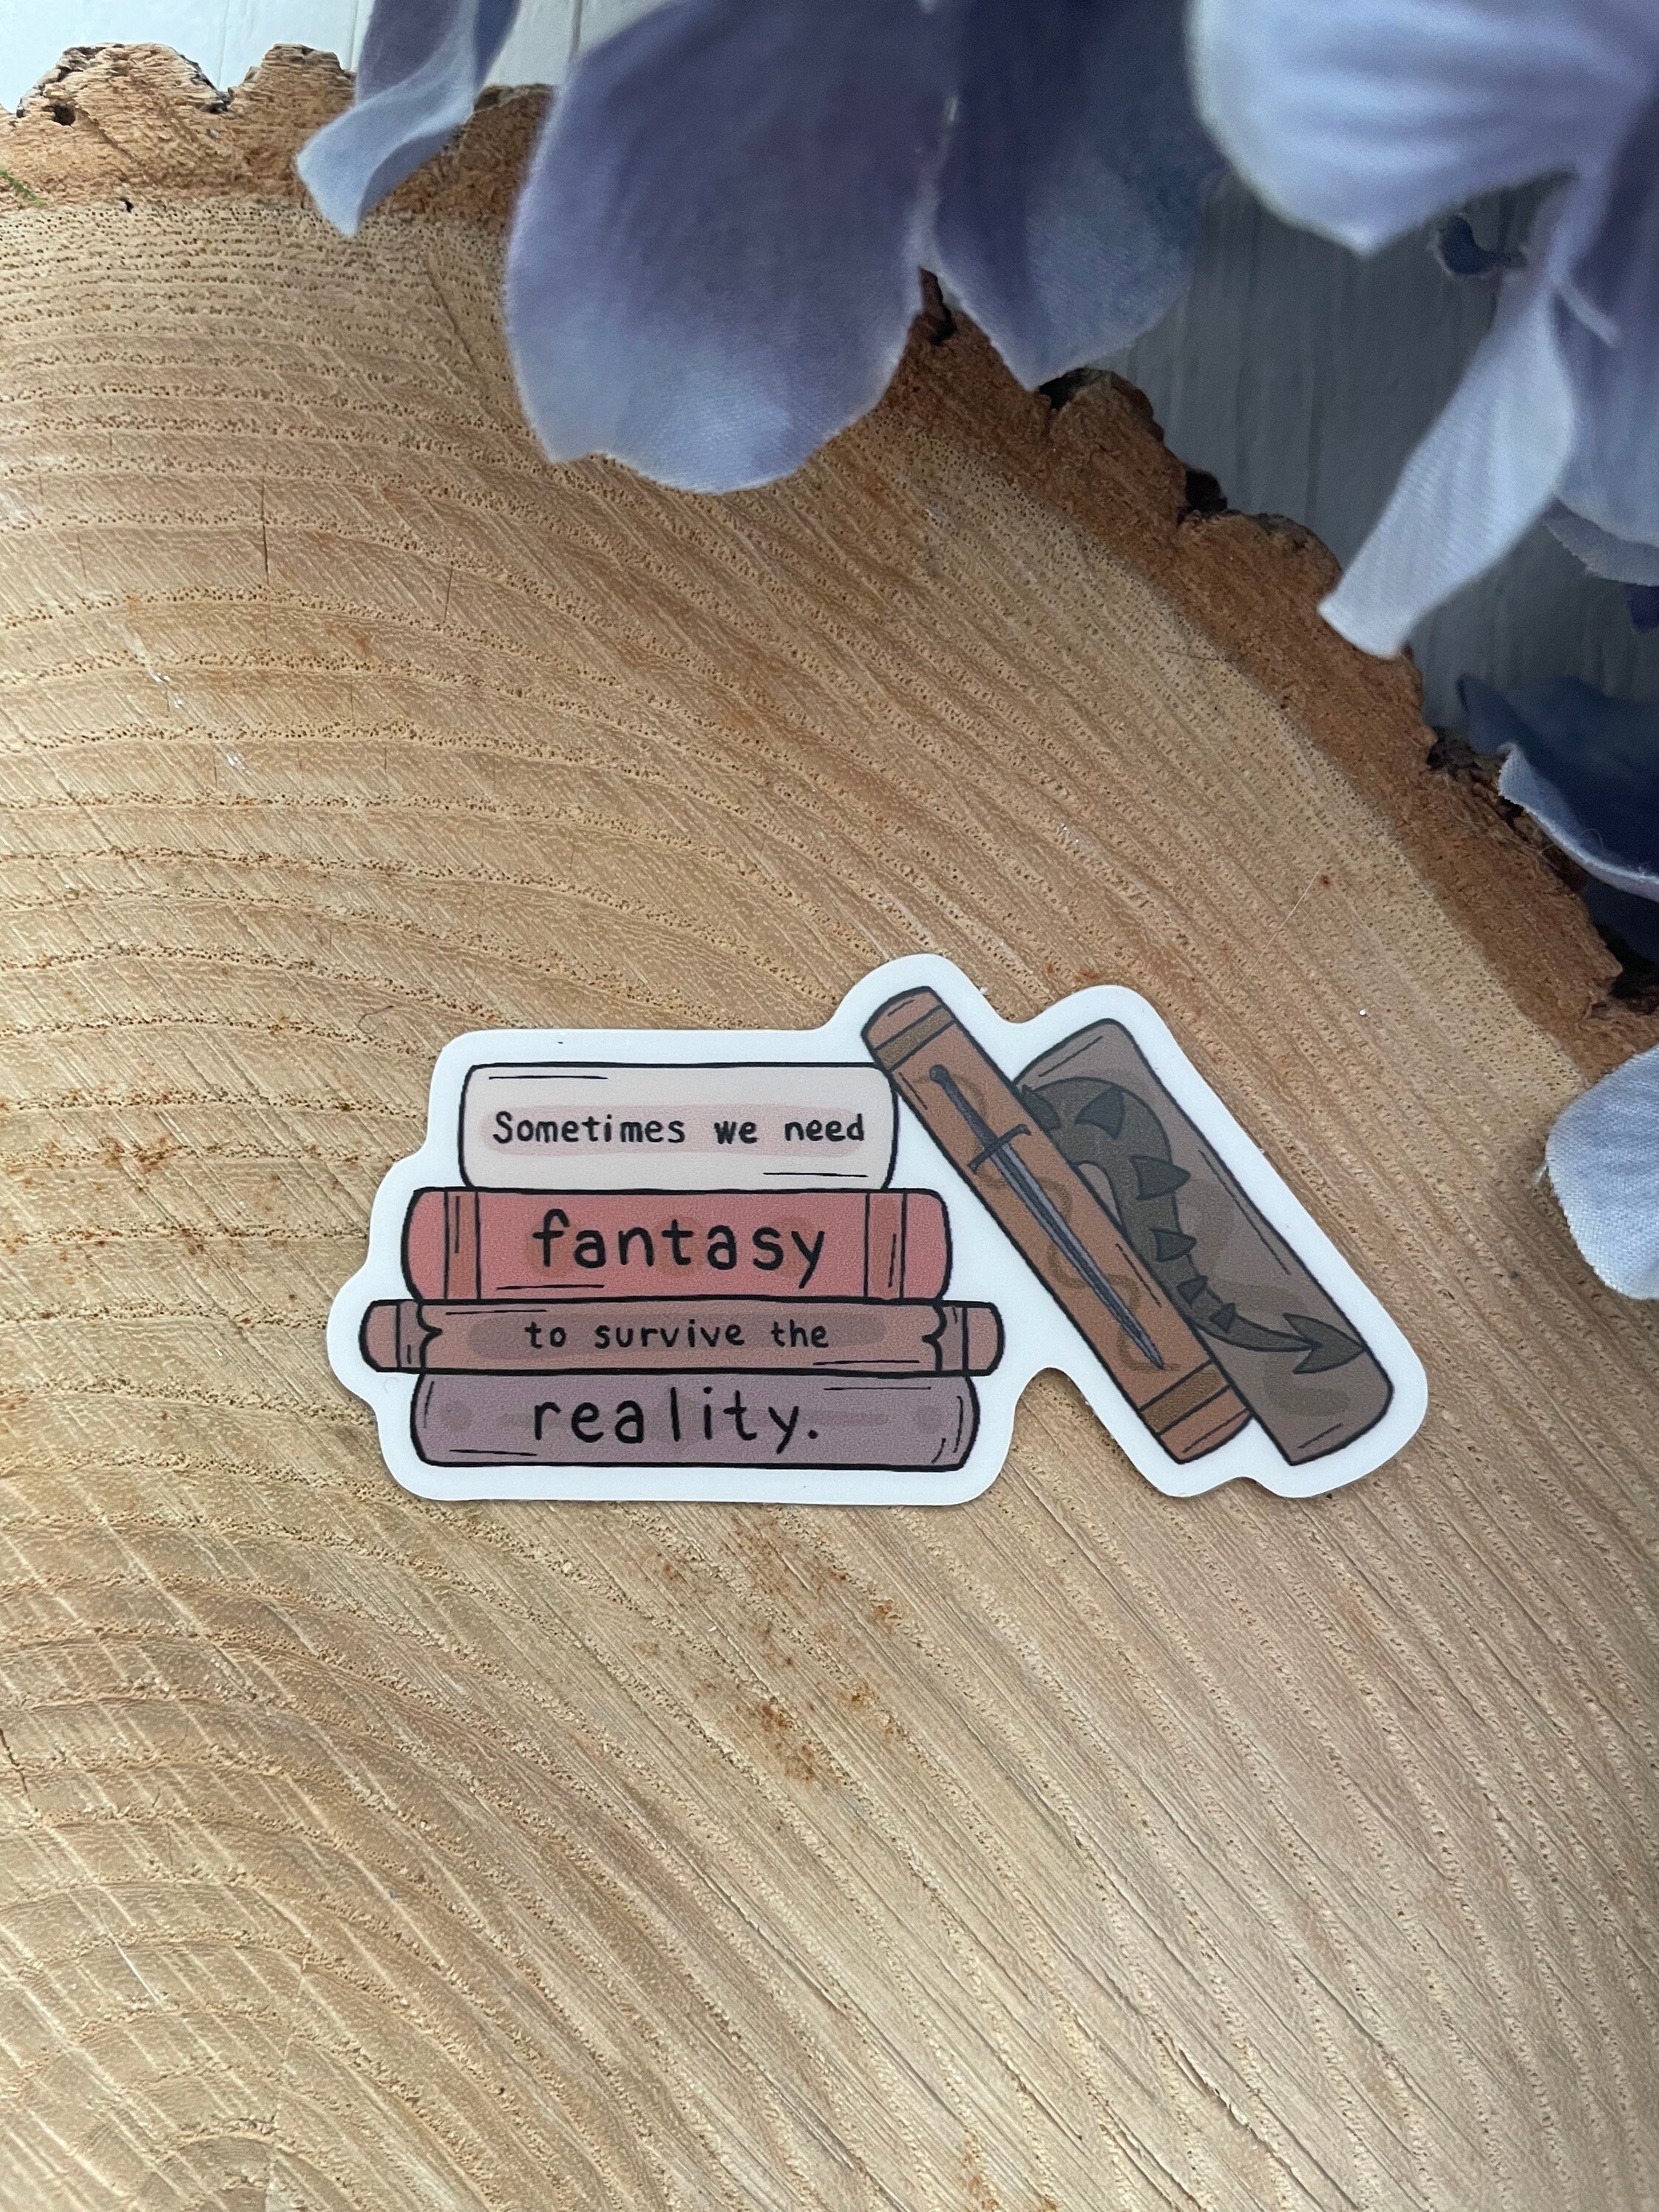 Sometimes we need
fantasy
to survive the
reality.